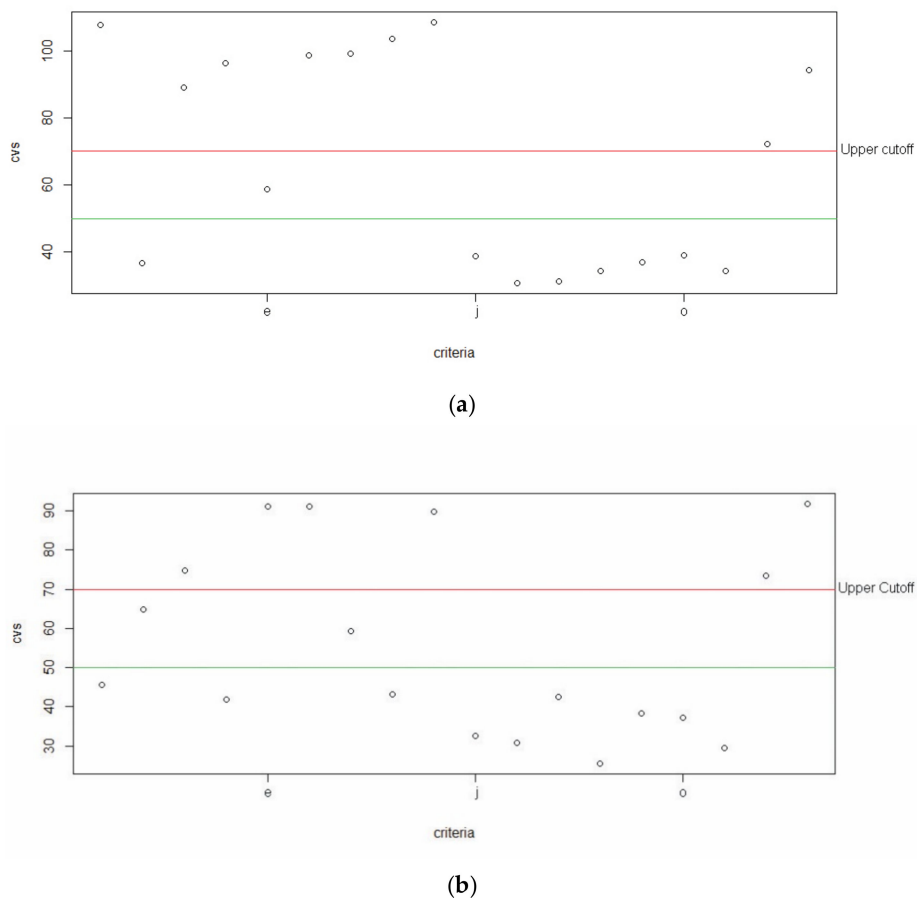 100
80
60
40
cvs
Upper cutoff
e j o
criteria
(a)
90
80
70
60
50
40
30
cvs
Upper Cutoff
e j o
criteria
(b)